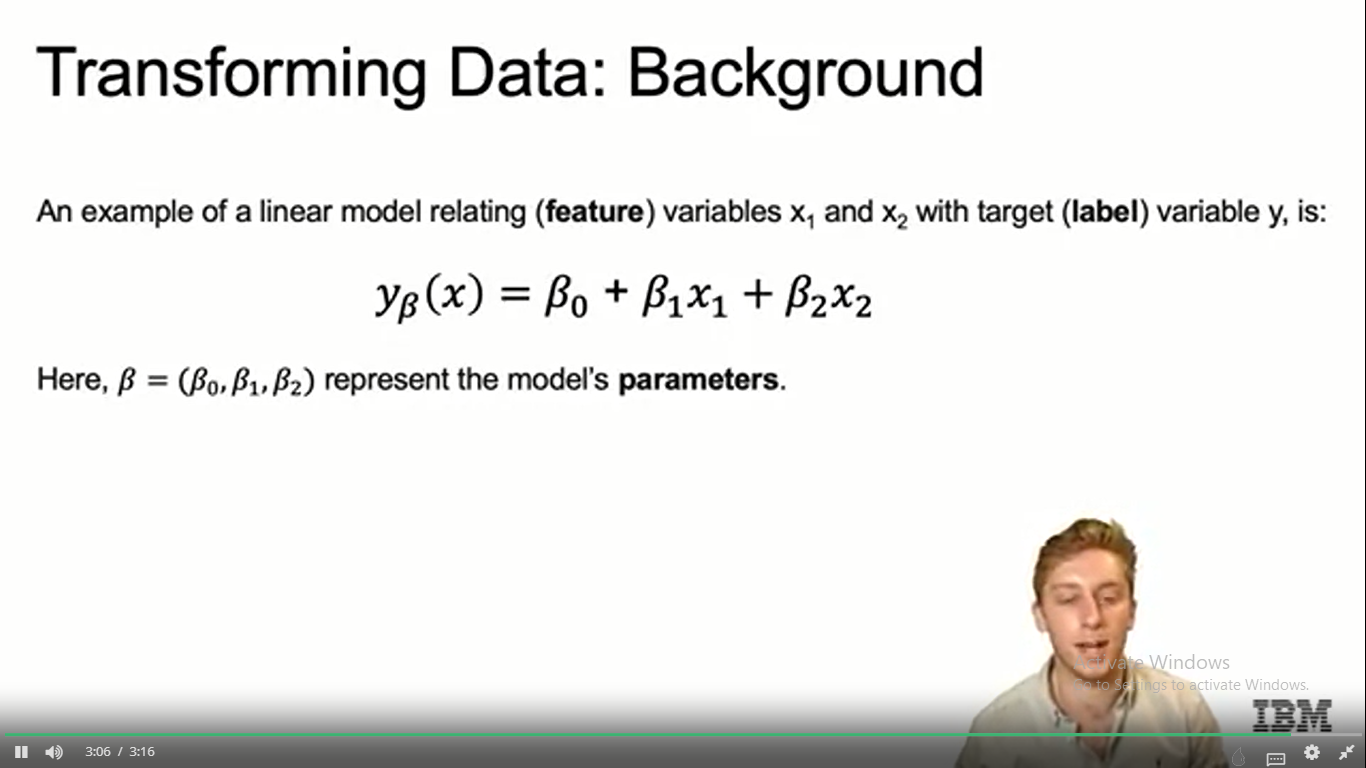 Transforming Data: Background
An example of a linear model relating (feature) variables x₁ and x₂ with target (label) variable y, is:
y_β(x) = β₀ + β₁x₁ + β₂x₂
Here, β = (β₀, β₁, β₂) represent the model's parameters.
Activate Windows
Go to Settings to activate Windows.
IBM
3:06 / 3:16